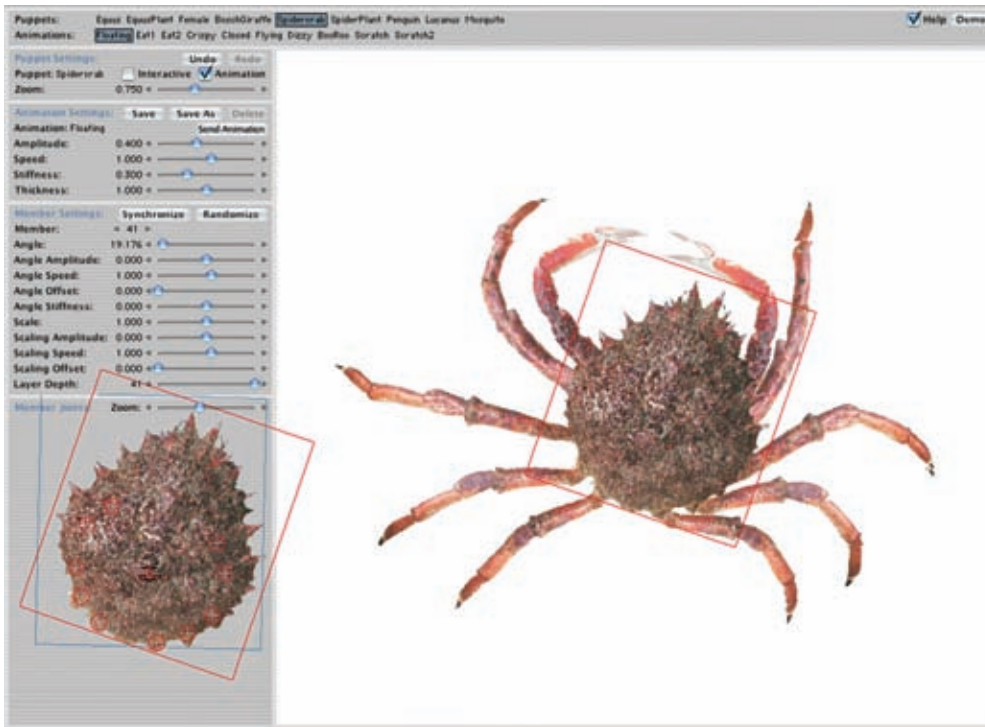 Puppets: Equus EquusPlant Female BoschGiraffe Spidercrab SpiderPlant Penguin Lucanus Mosquito
Help
Animations: Floating Eat1 Eat2 Crispy Closed Flying Dizzy BooBoo Scratch Scratch2
Puppet Settings: Undo Redo
Puppet: Spidercrab Interactive Animation
Zoom: 0.750
Animation Settings: Save Save As Delete
Animation: Floating Send Animation
Amplitude: 0.400
Speed: 1.000
Stiffness: 0.300
Thickness: 1.000
Member Settings: Synchronize Randomize
Member: < 41 >
Angle: 19.176
Angle Amplitude: 0.000
Angle Speed: 1.000
Angle Offset: 0.000
Angle Stiffness: 0.000
Scale: 1.000
Scaling Amplitude: 0.000
Scaling Speed: 1.000
Scaling Offset: 0.000
Layer Depth: 41
Member Joints: Zoom: